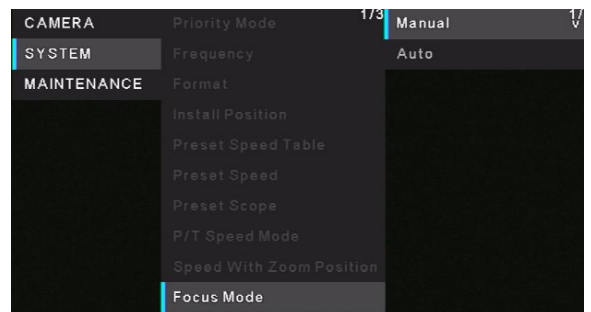 CAMERA
SYSTEM
MAINTENANCE
1/3
Priority Mode
Frequency
Format
Install Position
Preset Speed Table
Preset Speed
Preset Scope
P/T Speed Mode
Speed With Zoom Position
Focus Mode
1/
Manual
Auto